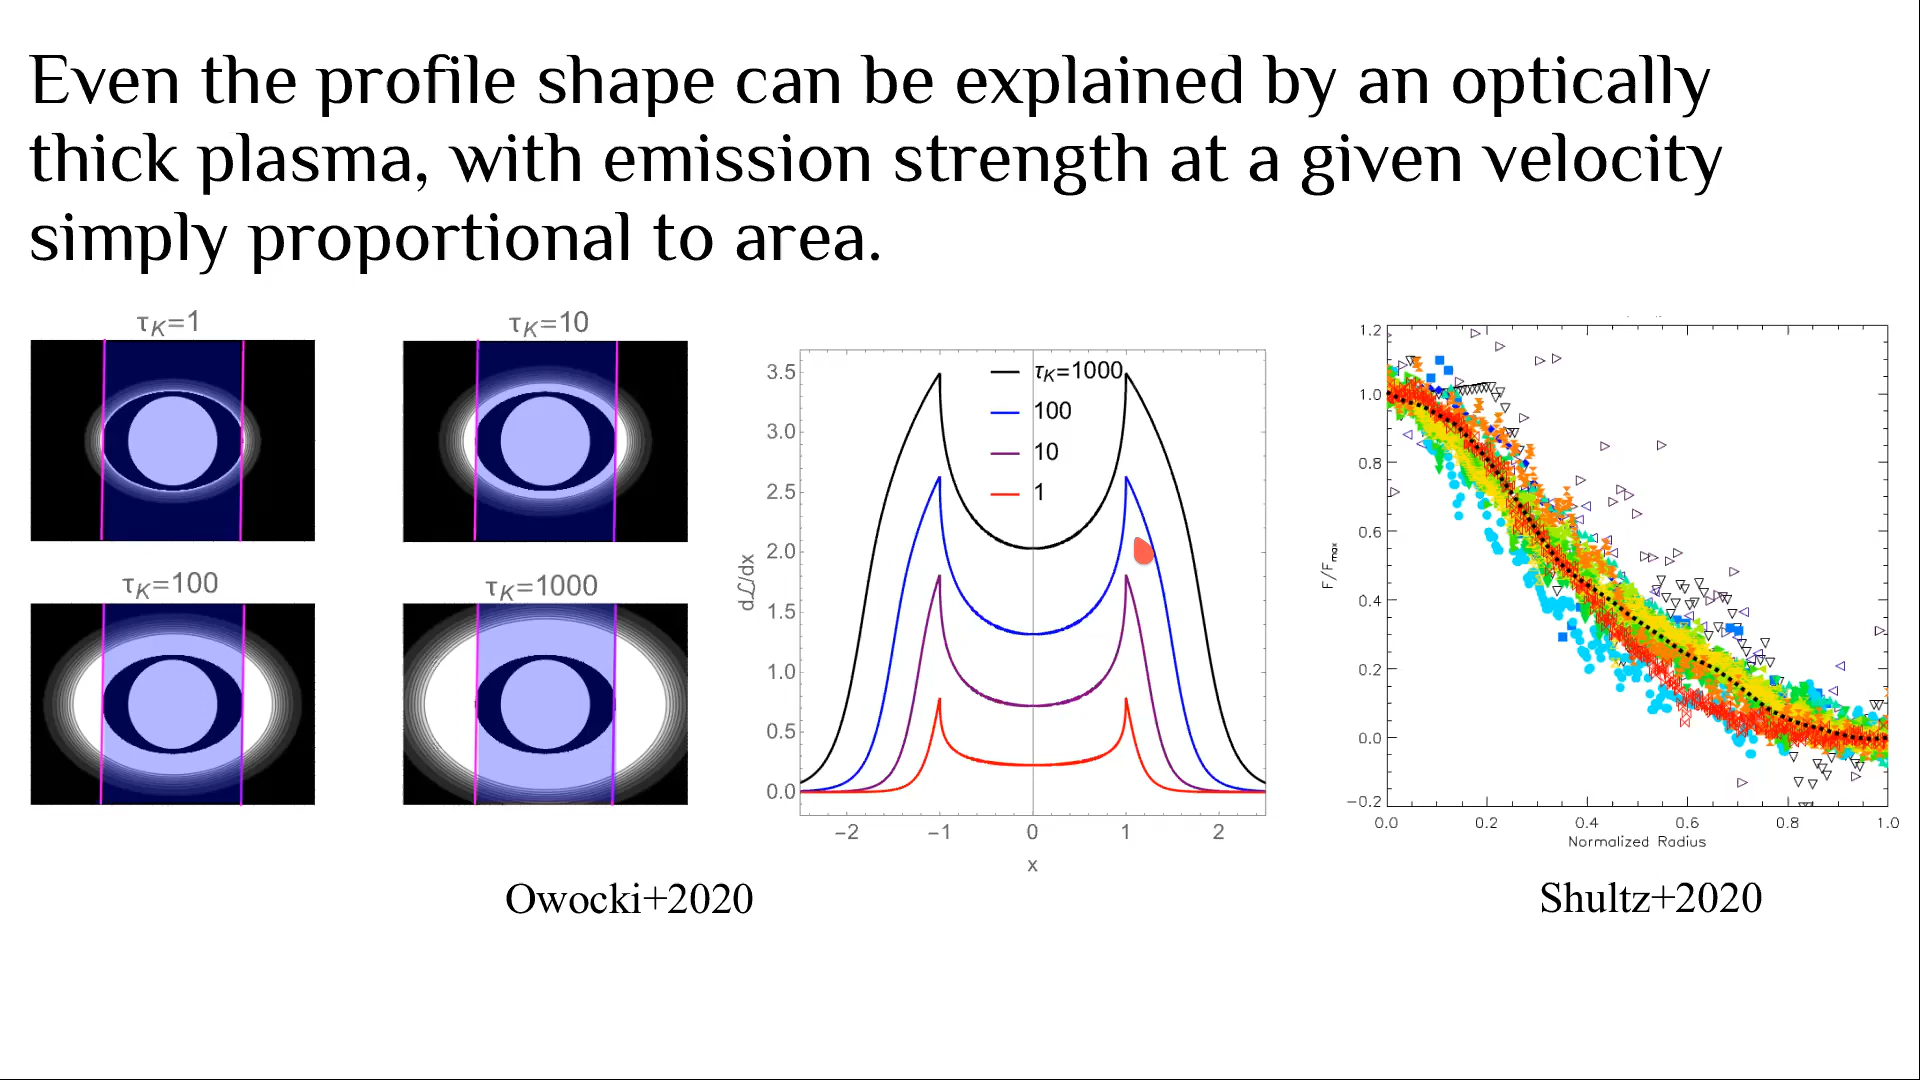 Even the profile shape can be explained by an optically
thick plasma, with emission strength at a given velocity
simply proportional to area.
τK=1
τK=10
τK=100
τK=1000
3.5
3.0
2.5
2.0
1.5
1.0
0.5
0.0
dℒ/dx
τK=1000
100
10
1
−2
−1
0
1
2
x
Owocki+2020
1.2
1.0
0.8
0.6
0.4
0.2
0.0
−0.2
F/Fmax
0.0
0.2
0.4
0.6
0.8
1.0
Normalized Radius
Shultz+2020